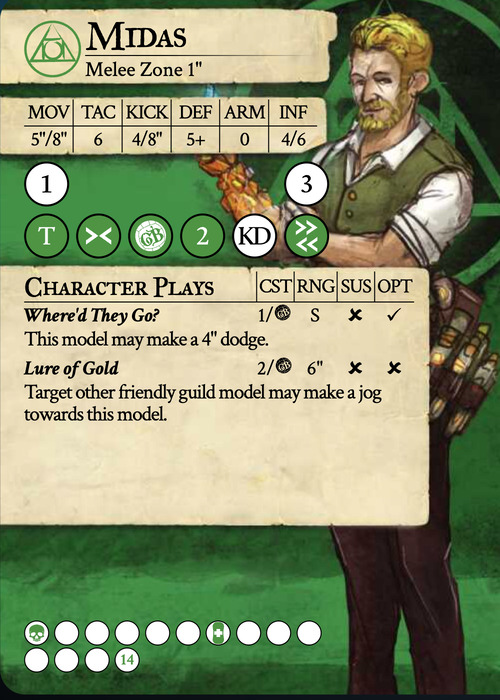 Midas
Melee Zone 1"
MOV TAC KICK DEF ARM INF
5"/8" 6 4/8" 5+ 0 4/6
1 3
T GB 2 KD
Character Plays CST RNG SUS OPT
Where'd They Go? 1/GB S ✘ ✓
This model may make a 4" dodge.
Lure of Gold 2/GB 6" ✘ ✘
Target other friendly guild model may make a jog
towards this model.
14